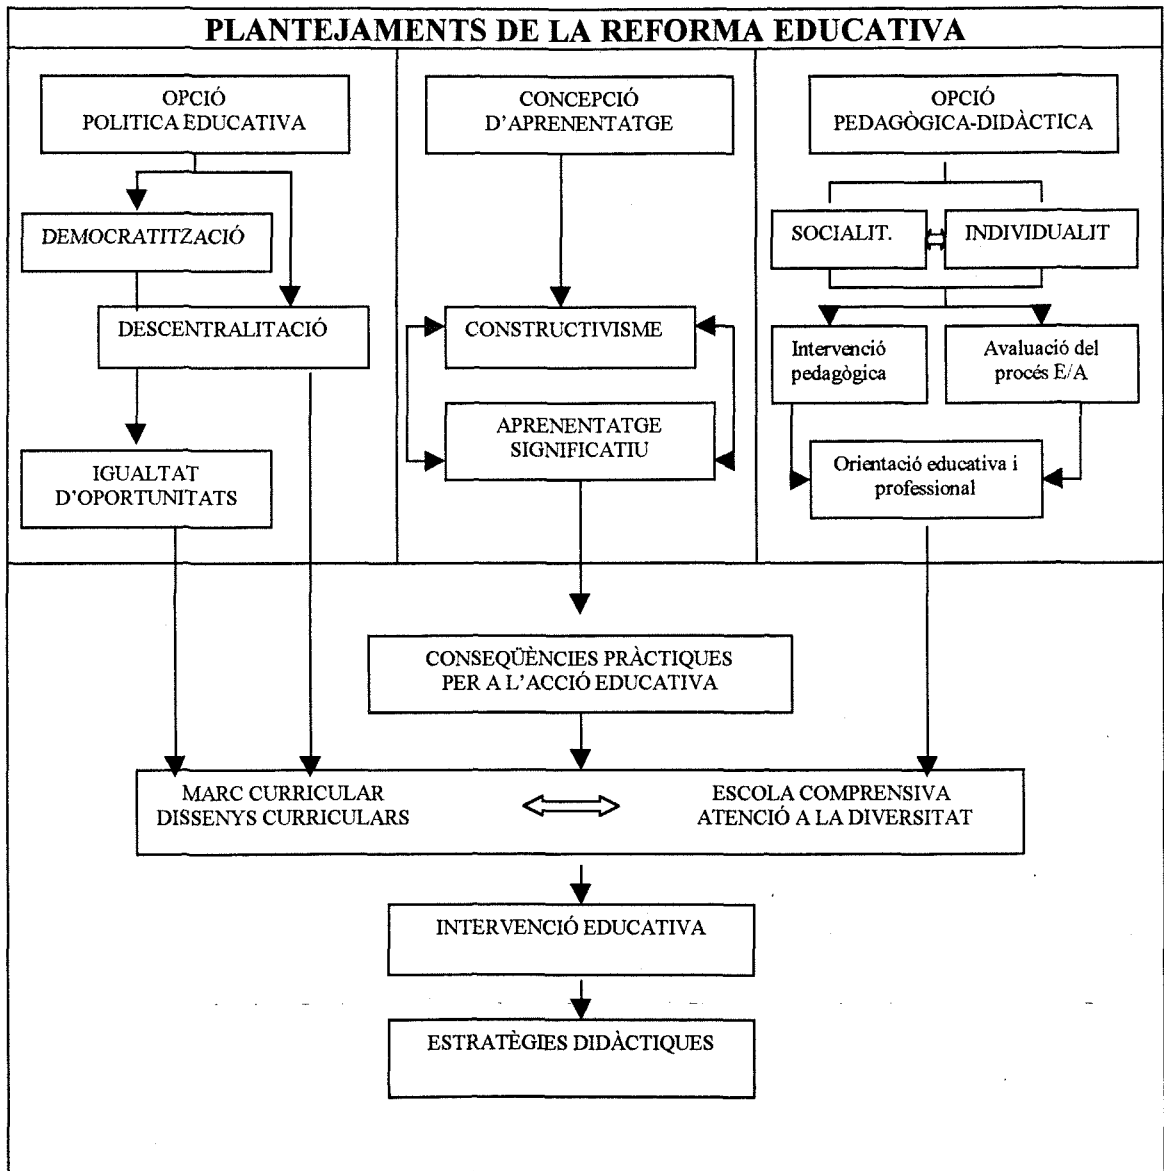 PLANTEJAMENTS DE LA REFORMA EDUCATIVA
OPCIÓ
POLITICA EDUCATIVA
DEMOCRATITZACIÓ
DESCENTRALITACIÓ
IGUALTAT
D'OPORTUNITATS
CONCEPCIÓ
D'APRENENTATGE
CONSTRUCTIVISME
APRENENTATGE
SIGNIFICATIU
OPCIÓ
PEDAGÒGICA-DIDÀCTICA
SOCIALIT.
INDIVIDUALIT
Intervenció
pedagògica
Avaluació del
procés E/A
Orientació educativa i
professional
CONSEQÜÈNCIES PRÀCTIQUES
PER A L'ACCIÓ EDUCATIVA
MARC CURRICULAR
DISSENYS CURRICULARS
ESCOLA COMPRENSIVA
ATENCIÓ A LA DIVERSITAT
INTERVENCIÓ EDUCATIVA
ESTRATÈGIES DIDÀCTIQUES